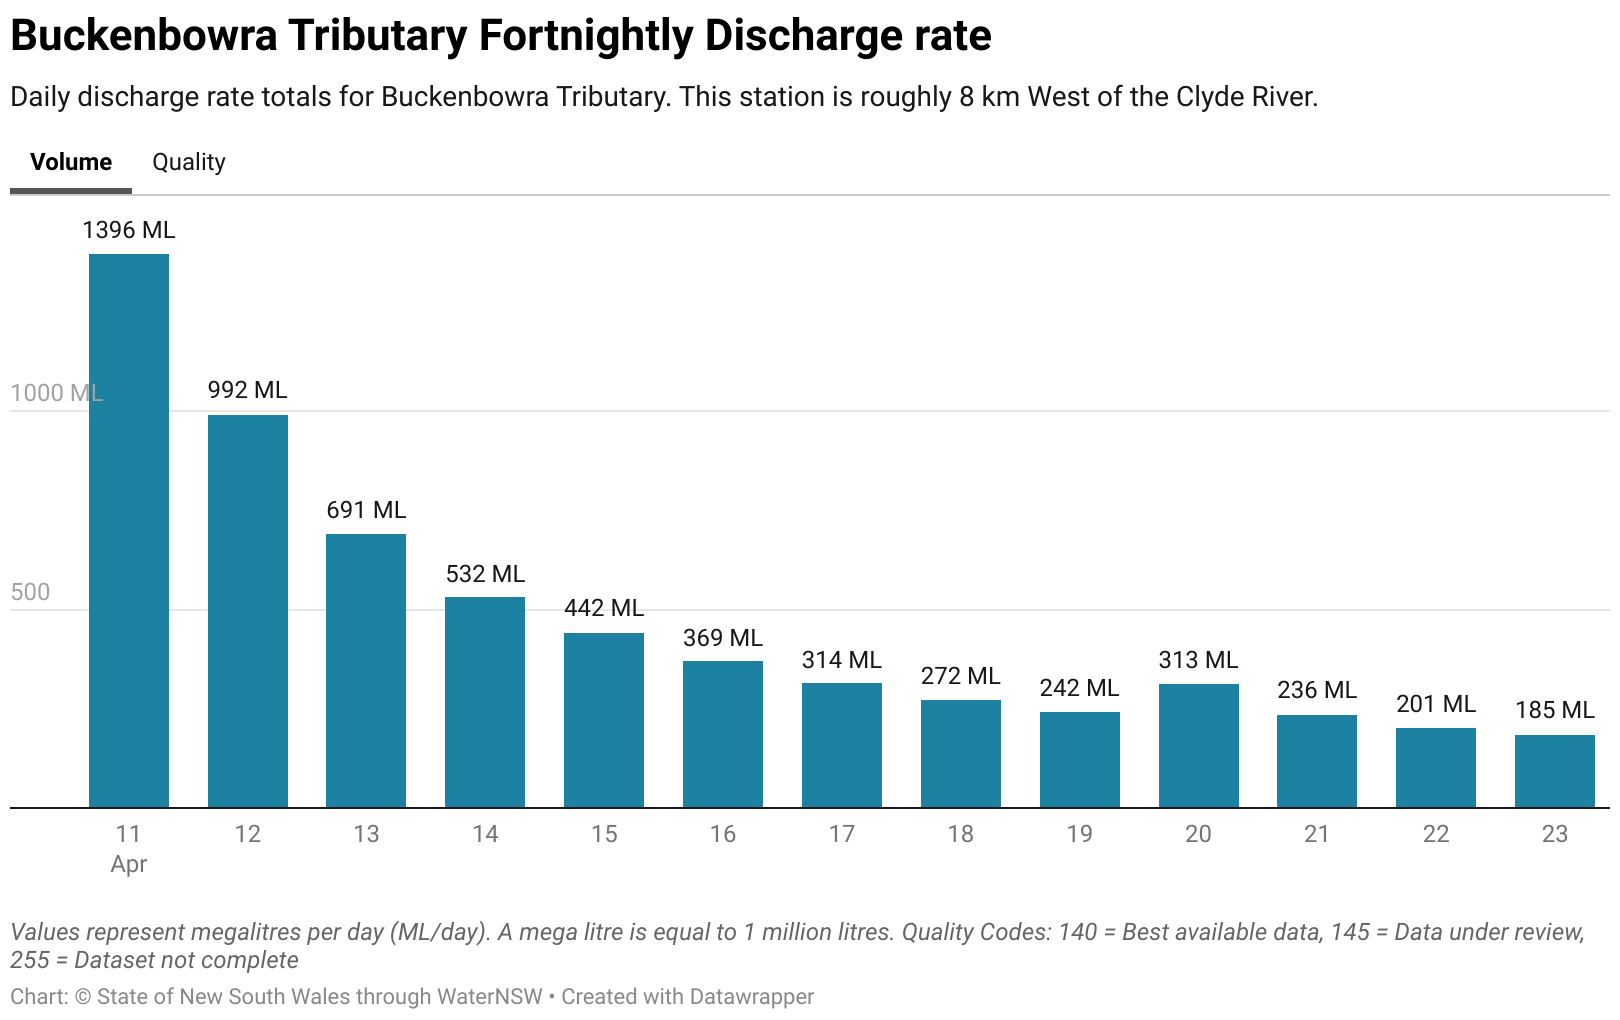 Buckenbowra Tributary Fortnightly Discharge rate
Daily discharge rate totals for Buckenbowra Tributary. This station is roughly 8 km West of the Clyde River.
Volume Quality
1396 ML
1000 ML
992 ML
691 ML
532 ML
500
442 ML
369 ML
314 ML
272 ML
242 ML
313 ML
236 ML
201 ML
185 ML
11 12 13 14 15 16 17 18 19 20 21 22 23
Apr
Values represent megalitres per day (ML/day). A mega litre is equal to 1 million litres. Quality Codes: 140 = Best available data, 145 = Data under review,
255 = Dataset not complete
Chart: © State of New South Wales through WaterNSW • Created with Datawrapper